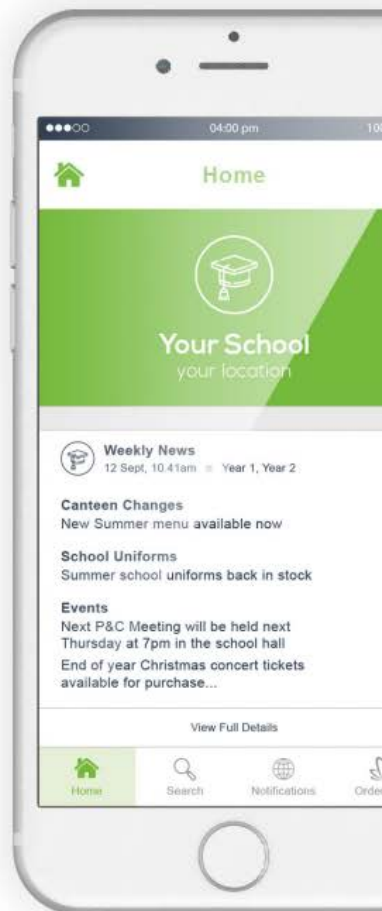 04:00 pm
Home
Your School
your location
Weekly News
12 Sept, 10.41am Year 1, Year 2
Canteen Changes
New Summer menu available now
School Uniforms
Summer school uniforms back in stock
Events
Next P&C Meeting will be held next
Thursday at 7pm in the school hall
End of year Christmas concert tickets
available for purchase...
View Full Details
Home Search Notifications